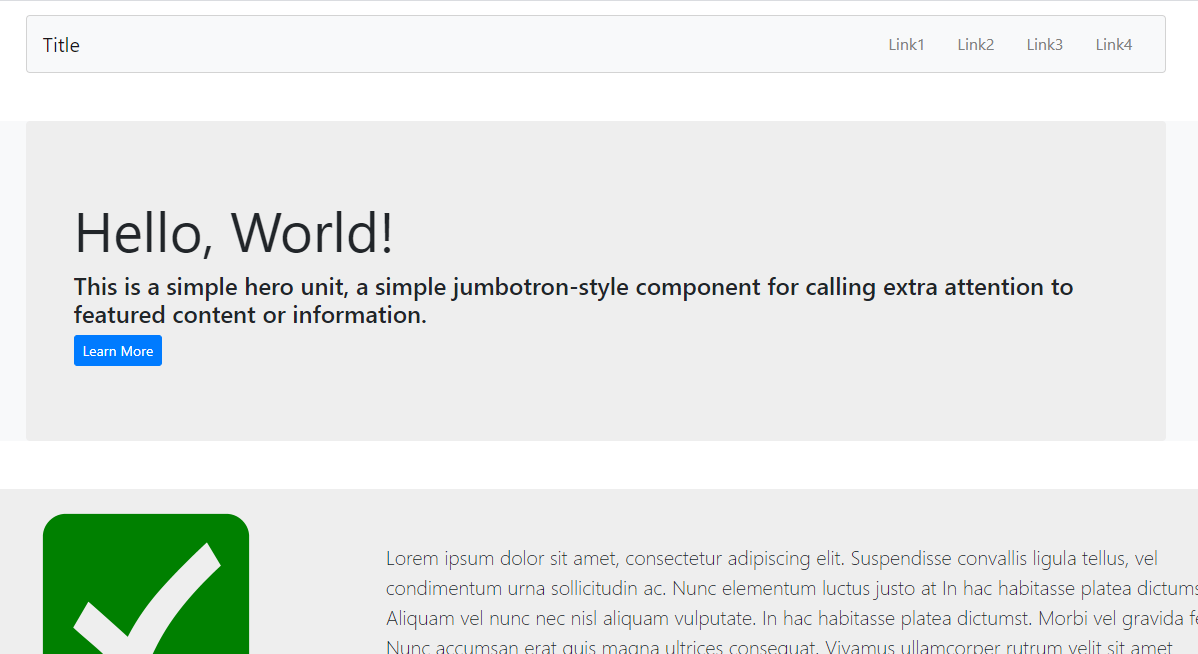 Title
Link1 Link2 Link3 Link4
Hello, World!
This is a simple hero unit, a simple jumbotron-style component for calling extra attention to
featured content or information.
Learn More
Lorem ipsum dolor sit amet, consectetur adipiscing elit. Suspendisse convallis ligula tellus, vel
condimentum urna sollicitudin ac. Nunc elementum luctus justo at In hac habitasse platea dictums
Aliquam vel nunc nec nisl aliquam vulputate. In hac habitasse platea dictumst. Morbi vel gravida
Nunc accumsan erat quis magna ultrices consequat. Vivamus ullamcorper rutrum velit sit amet